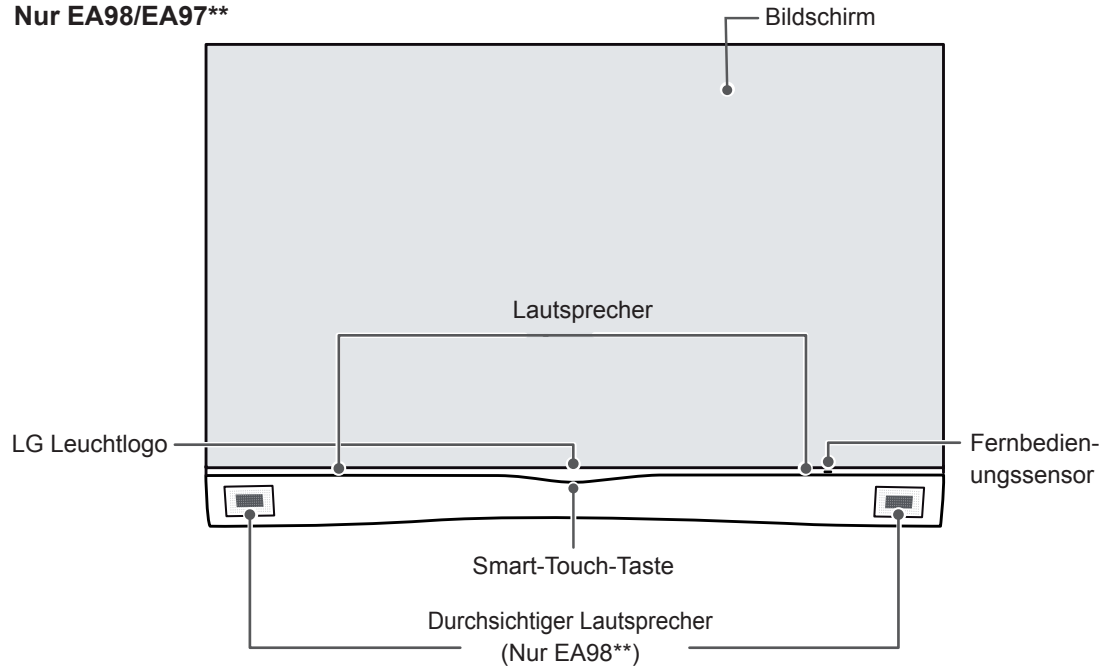 Nur EA98/EA97**
Bildschirm
Lautsprecher
LG Leuchtlogo
Fernbedien-
ungssensor
Smart-Touch-Taste
Durchsichtiger Lautsprecher
(Nur EA98**)